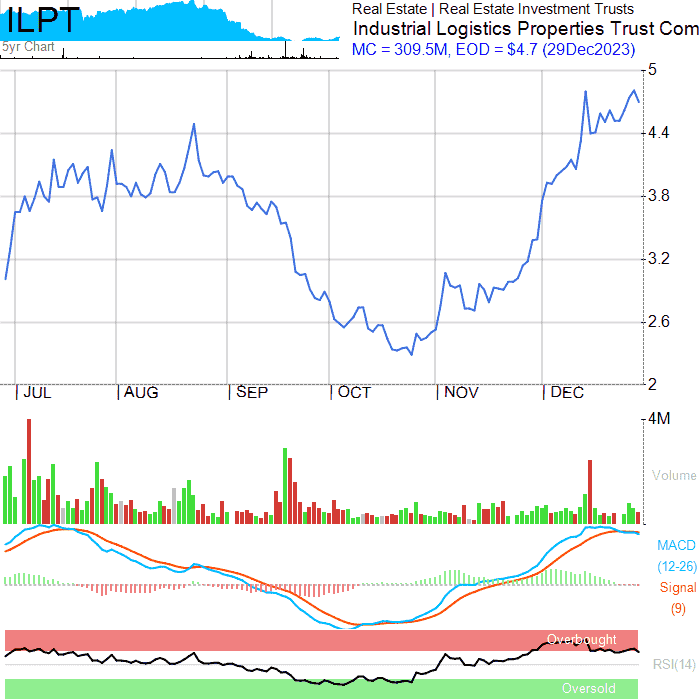 ILPT
Real Estate | Real Estate Investment Trusts
Industrial Logistics Properties Trust Com
5yr Chart
MC = 309.5M, EOD = $4.7 (29Dec2023)
5
4.4
3.8
3.2
2.6
2
JUL AUG SEP OCT NOV DEC
4M
Volume
MACD
(12-26)
Signal
(9)
Overbought
RSI(14)
Oversold